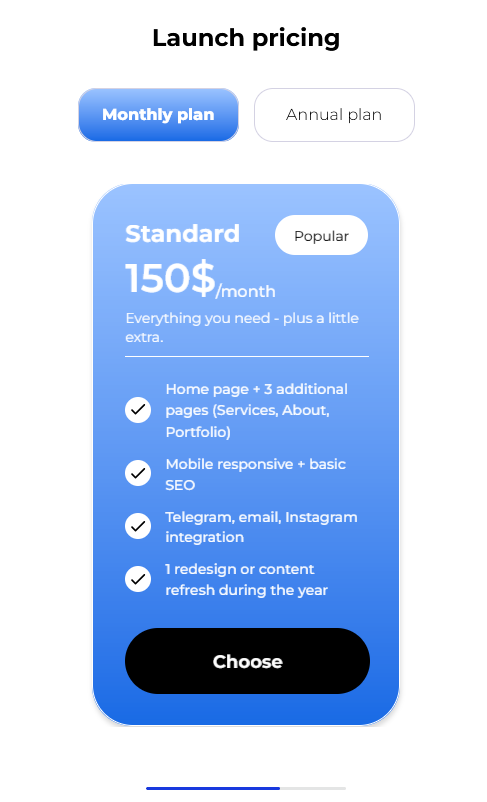 Launch pricing
Monthly plan
Annual plan
Standard
Popular
150$/month
Everything you need - plus a little
extra.
Home page + 3 additional
pages (Services, About,
Portfolio)
Mobile responsive + basic
SEO
Telegram, email, Instagram
integration
1 redesign or content
refresh during the year
Choose